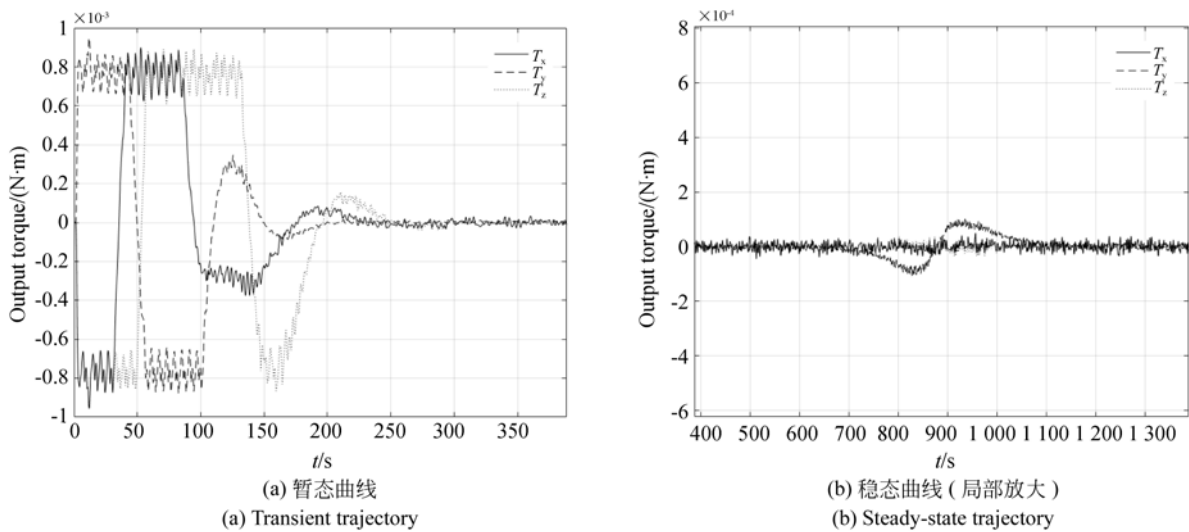 ×10⁻³
1
0.8
0.6
0.4
0.2
0
-0.2
-0.4
-0.6
-0.8
-1
Output torque/(N·m)
Tx
Ty
Tz
0 50 100 150 200 250 300 350
t/s
(a) 暂态曲线
(a) Transient trajectory
×10⁻⁴
8
6
4
2
0
-2
-4
-6
Output torque/(N·m)
Tx
Ty
Tz
400 500 600 700 800 900 1 000 1 100 1 200 1 300
t/s
(b) 稳态曲线 ( 局部放大 )
(b) Steady-state trajectory